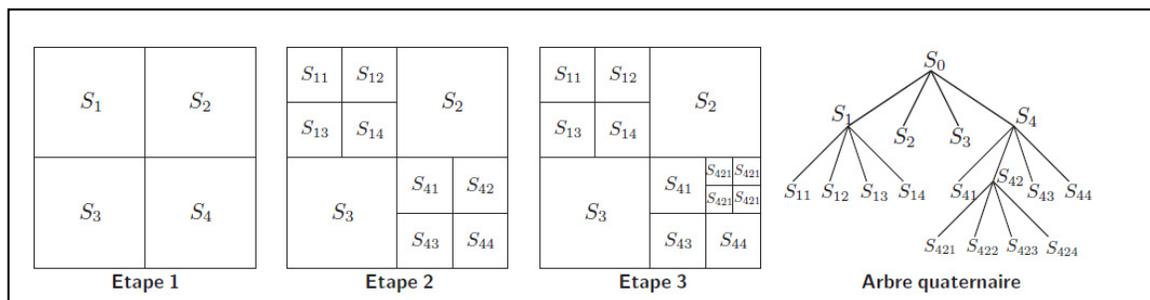 S₁ S₂
S₃ S₄
Etape 1
S₁₁ S₁₂
S₂
S₁₃ S₁₄
S₄₁ S₄₂
S₃
S₄₃ S₄₄
Etape 2
S₁₁ S₁₂
S₂
S₁₃ S₁₄
S₄₂₁ S₄₂₁
S₄₁
S₄₂₁ S₄₂₁
S₃
S₄₃ S₄₄
Etape 3
S₀
S₁ S₄
S₂ S₃
S₄₂
S₁₁ S₁₂ S₁₃ S₁₄ S₄₁ S₄₃ S₄₄
S₄₂₁ S₄₂₂ S₄₂₃ S₄₂₄
Arbre quaternaire